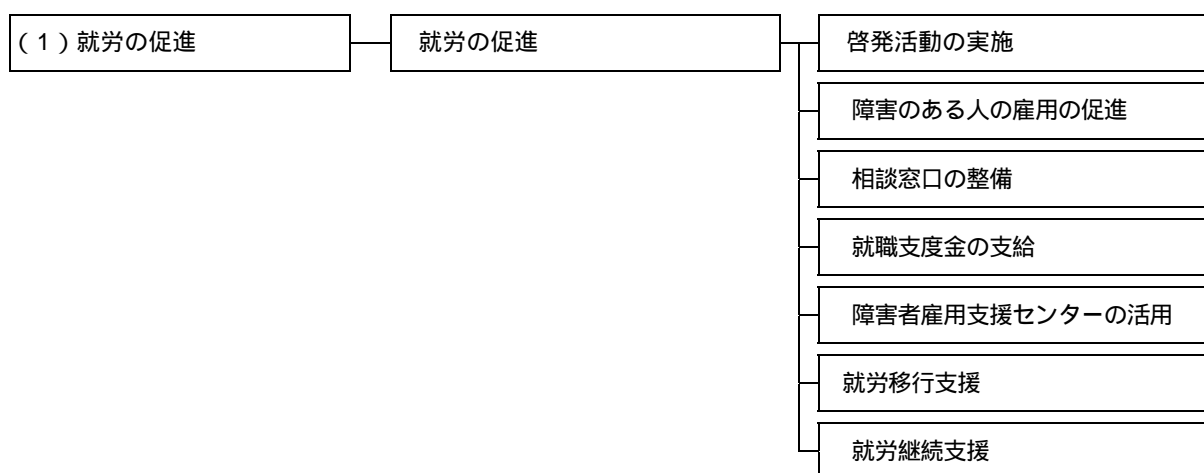 (1)就労の促進
就労の促進
啓発活動の実施
障害のある人の雇用の促進
相談窓口の整備
就職支度金の支給
障害者雇用支援センターの活用
就労移行支援
就労継続支援